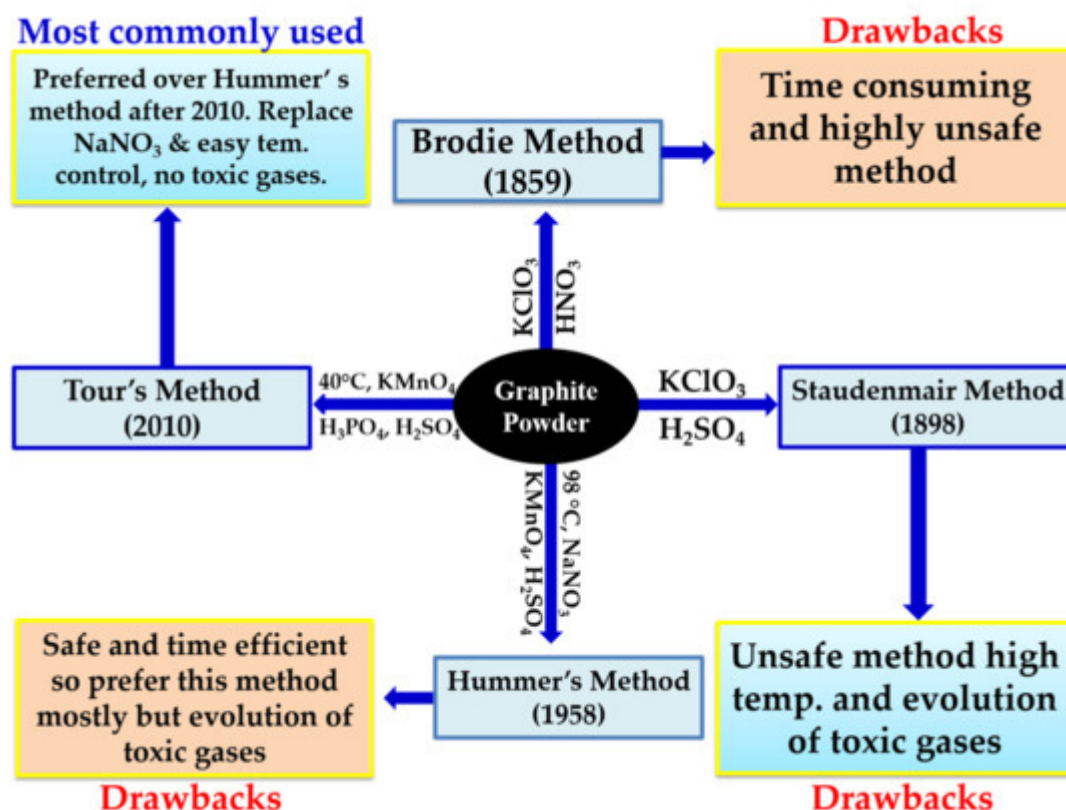 Most commonly used
Preferred over Hummer' s
method after 2010. Replace
NaNO₃ & easy tem.
control, no toxic gases.
Drawbacks
Time consuming
and highly unsafe
method
Brodie Method
(1859)
KClO₃
HNO₃
Tour's Method
(2010)
40°C, KMnO₄
H₃PO₄, H₂SO₄
Graphite
Powder
KClO₃
H₂SO₄
Staudenmair Method
(1898)
98 °C, NaNO₃
KMnO₄, H₂SO₄
Safe and time efficient
so prefer this method
mostly but evolution of
toxic gases
Drawbacks
Hummer's Method
(1958)
Unsafe method high
temp. and evolution
of toxic gases
Drawbacks